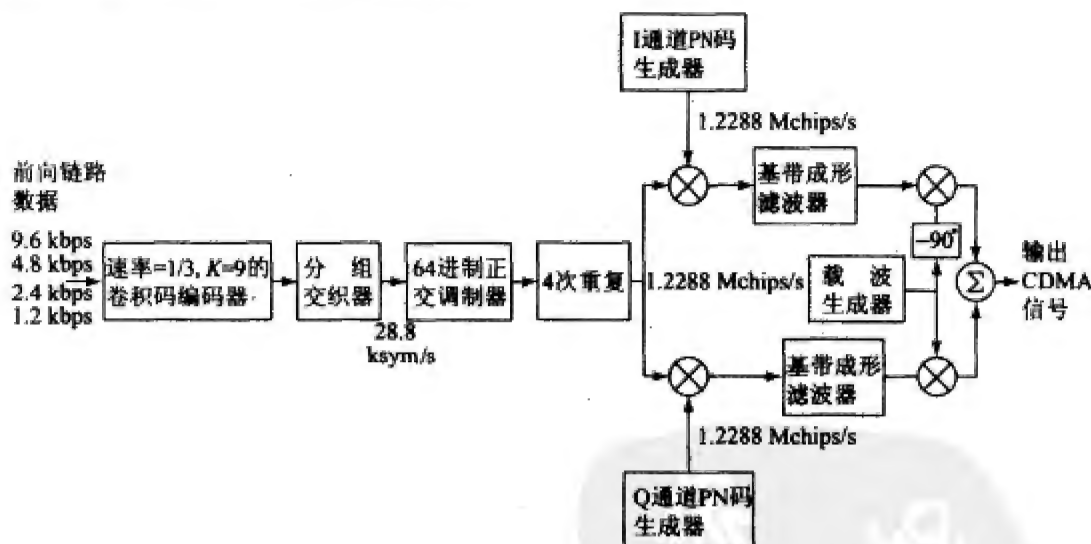 I通道PN码
生成器
1.2288 Mchips/s
前向链路
数据
9.6 kbps
4.8 kbps
2.4 kbps
1.2 kbps
速率=1/3, K=9的
卷积码编码器
分 组
交织器
28.8
ksym/s
64进制正
交调制器
4次重复
1.2288 Mchips/s
基带成形
滤波器
-90°
载 波
生成器
Σ
输出
CDMA
信号
基带成形
滤波器
1.2288 Mchips/s
Q通道PN码
生成器